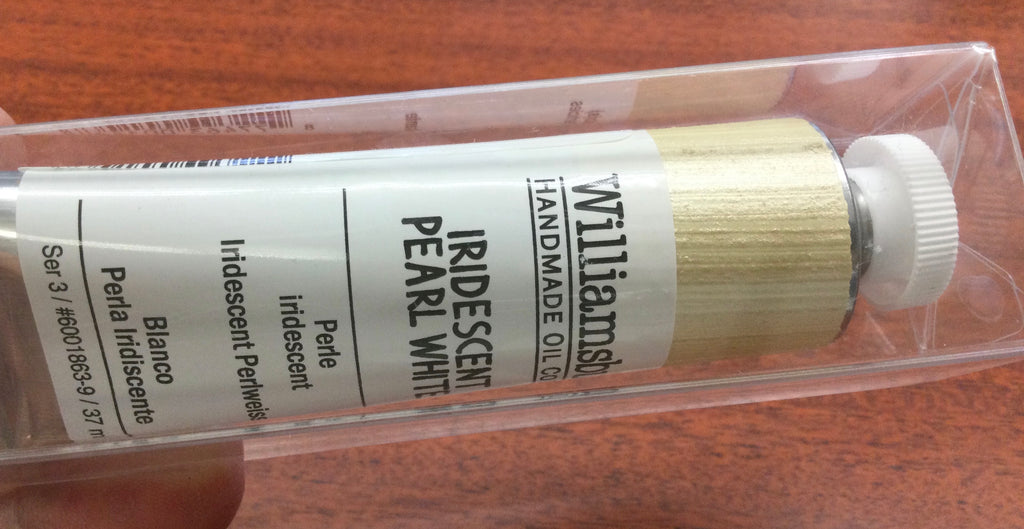 Williamsb
HANDMADE OIL Co
IRIDESCENT
PEARL WHITE
Perle
iridescent
Iridescent Perlweis
Blanco
Perla Iridiscente
Ser 3 / #6001863-9 / 37 m